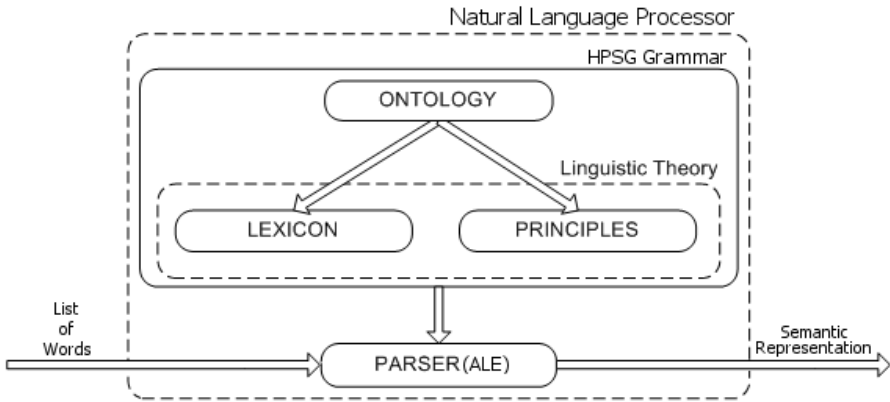 Natural Language Processor
HPSG Grammar
ONTOLOGY
Linguistic Theory
LEXICON
PRINCIPLES
List
of
Words
PARSER(ALE)
Semantic
Representation